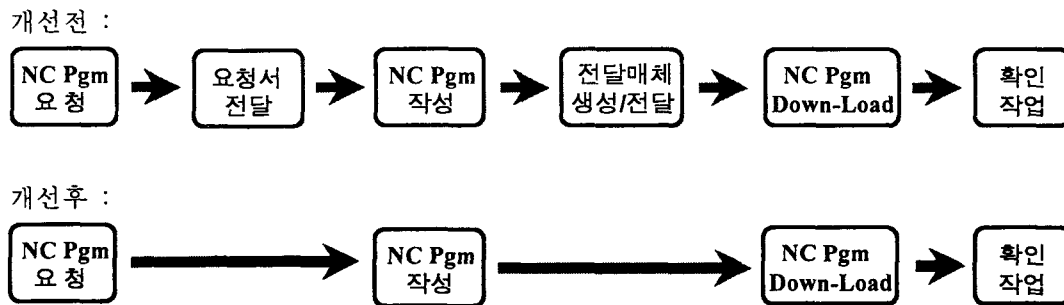 개선전 :
NC Pgm
요 청
요청서
전달
NC Pgm
작성
전달매체
생성/전달
NC Pgm
Down-Load
확인
작업
개선후 :
NC Pgm
요 청
NC Pgm
작성
NC Pgm
Down-Load
확인
작업